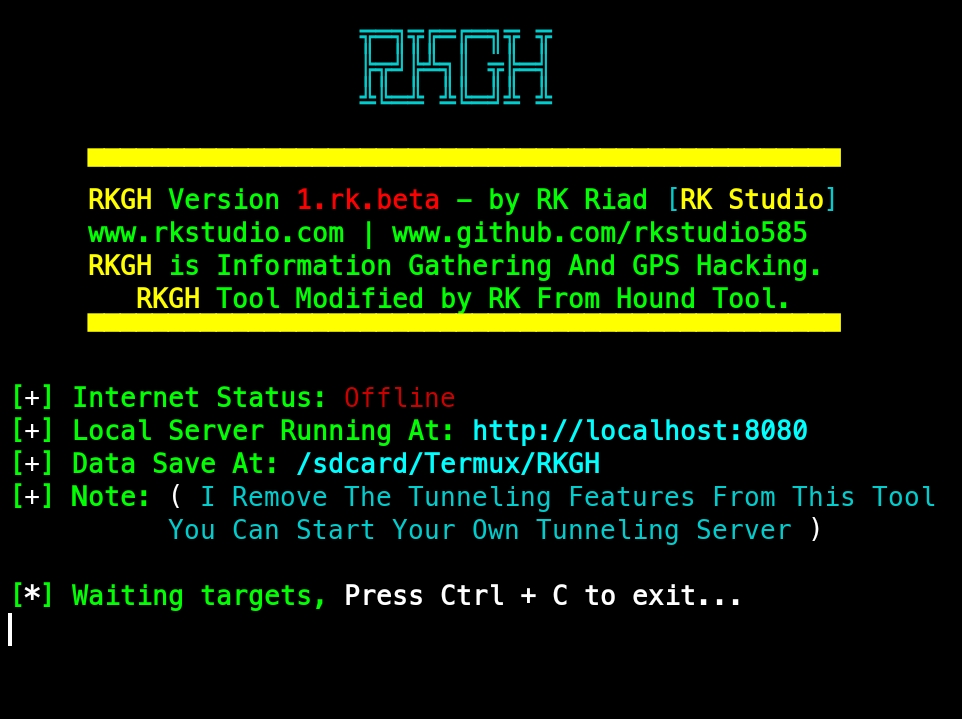 RKGH
RKGH Version 1.rk.beta – by RK Riad [RK Studio]
www.rkstudio.com | www.github.com/rkstudio585
RKGH is Information Gathering And GPS Hacking.
RKGH Tool Modified by RK From Hound Tool.
[+] Internet Status: Offline
[+] Local Server Running At: http://localhost:8080
[+] Data Save At: /sdcard/Termux/RKGH
[+] Note: ( I Remove The Tunneling Features From This Tool
You Can Start Your Own Tunneling Server )
[*] Waiting targets, Press Ctrl + C to exit...